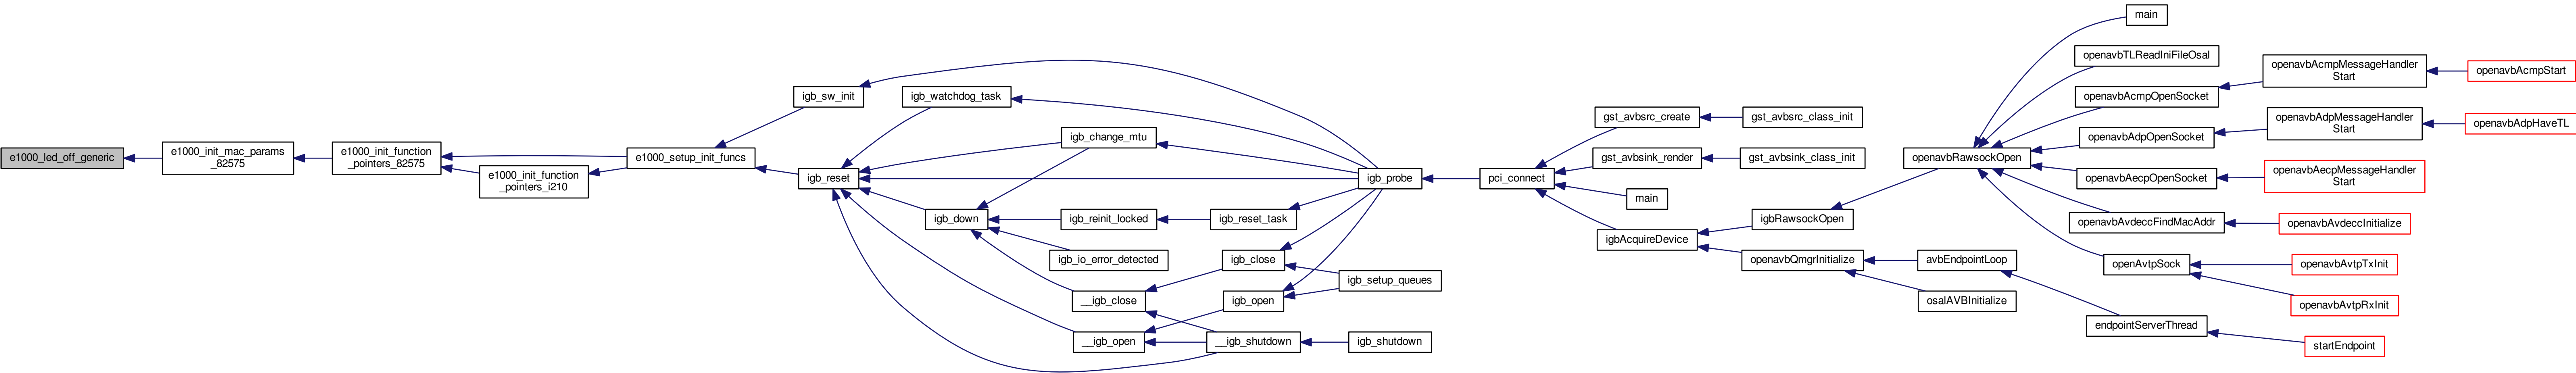 e1000_led_off_generic
e1000_init_mac_params
_82575
e1000_init_function
_pointers_82575
e1000_init_function
_pointers_i210
e1000_setup_init_funcs
igb_sw_init
igb_reset
igb_watchdog_task
igb_change_mtu
igb_down
igb_reinit_locked
igb_io_error_detected
__igb_close
__igb_open
igb_reset_task
igb_close
igb_open
__igb_shutdown
igb_probe
igb_setup_queues
igb_shutdown
pci_connect
gst_avbsrc_create
gst_avbsink_render
main
igbAcquireDevice
gst_avbsrc_class_init
gst_avbsink_class_init
igbRawsockOpen
openavbQmgrInitialize
openavbRawsockOpen
avbEndpointLoop
osalAVBInitialize
main
openavbTLReadIniFileOsal
openavbAcmpOpenSocket
openavbAdpOpenSocket
openavbAecpOpenSocket
openavbAvdeccFindMacAddr
openAvtpSock
endpointServerThread
openavbAcmpMessageHandler
Start
openavbAdpMessageHandler
Start
openavbAecpMessageHandler
Start
openavbAvdeccInitialize
openavbAvtpTxInit
openavbAvtpRxInit
startEndpoint
openavbAcmpStart
openavbAdpHaveTL